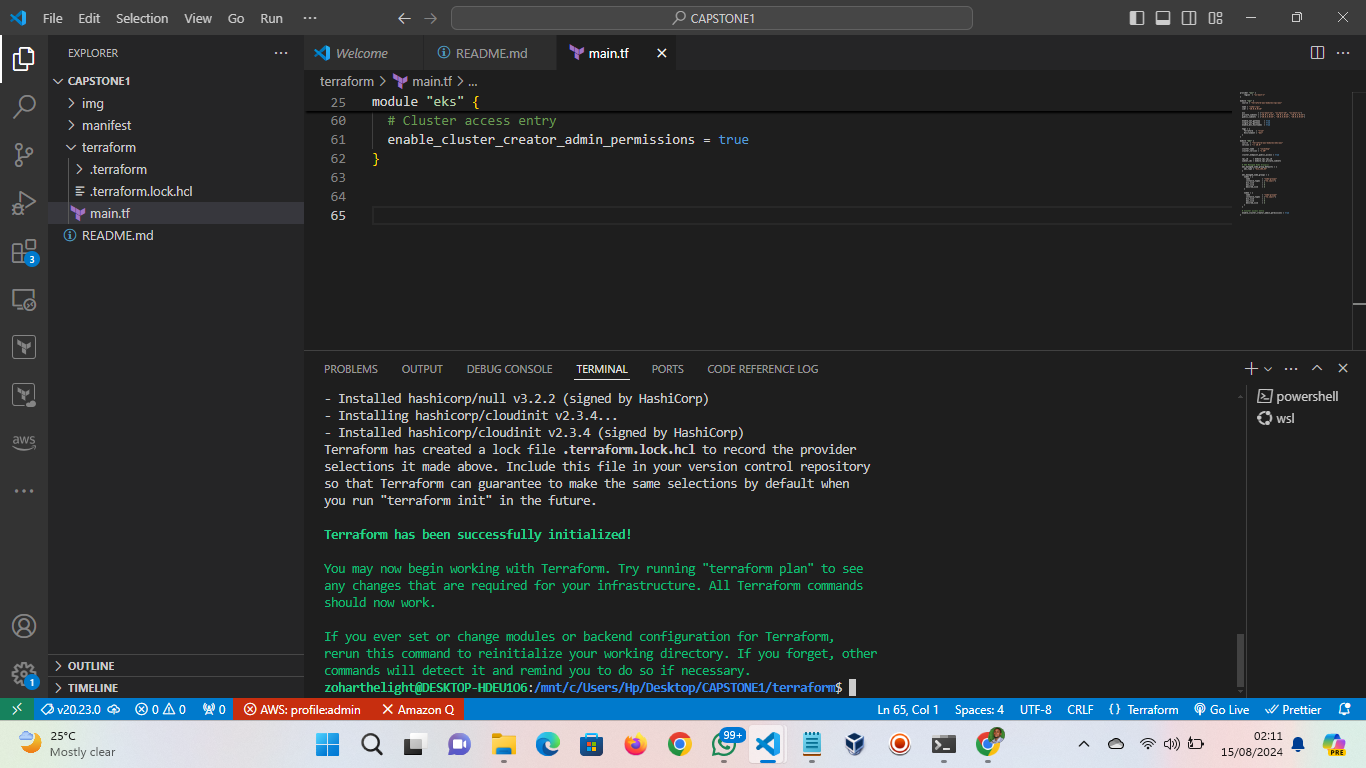 File Edit Selection View Go Run ···
CAPSTONE1
EXPLORER
CAPSTONE1
img
manifest
terraform
.terraform
.terraform.lock.hcl
main.tf
README.md
OUTLINE
TIMELINE
3
aws
1
Welcome README.md main.tf
terraform > main.tf > ...
25 module "eks" {
60 # Cluster access entry
61 enable_cluster_creator_admin_permissions = true
62 }
63
64
65
PROBLEMS OUTPUT DEBUG CONSOLE TERMINAL PORTS CODE REFERENCE LOG
- Installed hashicorp/null v3.2.2 (signed by HashiCorp)
- Installing hashicorp/cloudinit v2.3.4...
- Installed hashicorp/cloudinit v2.3.4 (signed by HashiCorp)
Terraform has created a lock file .terraform.lock.hcl to record the provider
selections it made above. Include this file in your version control repository
so that Terraform can guarantee to make the same selections by default when
you run "terraform init" in the future.
Terraform has been successfully initialized!
You may now begin working with Terraform. Try running "terraform plan" to see
any changes that are required for your infrastructure. All Terraform commands
should now work.
If you ever set or change modules or backend configuration for Terraform,
rerun this command to reinitialize your working directory. If you forget, other
commands will detect it and remind you to do so if necessary.
zoharthelight@DESKTOP-HDEU1O6:/mnt/c/Users/Hp/Desktop/CAPSTONE1/terraform$
powershell
wsl
v20.23.0 0 0 0 AWS: profile:admin Amazon Q Ln 65, Col 1 Spaces: 4 UTF-8 CRLF {} Terraform Go Live Prettier
25°C
Mostly clear
99+
02:11
15/08/2024
PRE